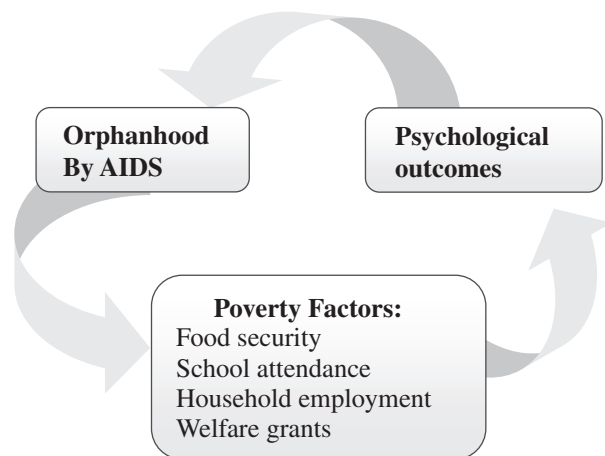 Orphanhood
By AIDS
Psychological
outcomes
Poverty Factors:
Food security
School attendance
Household employment
Welfare grants